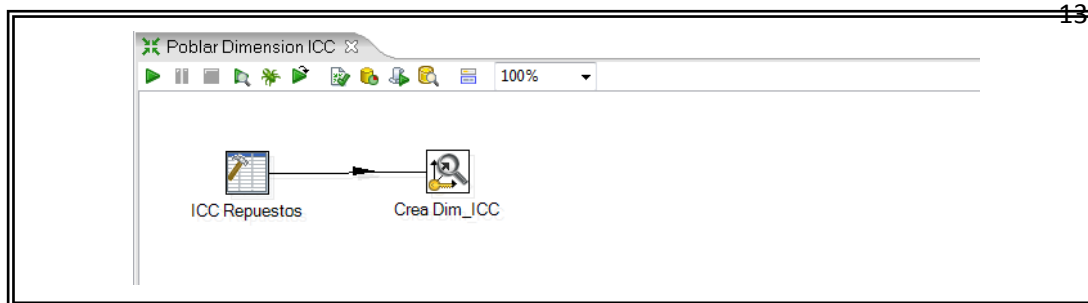 13
Poblar Dimension ICC
100%
ICC Repuestos
Crea Dim_ICC